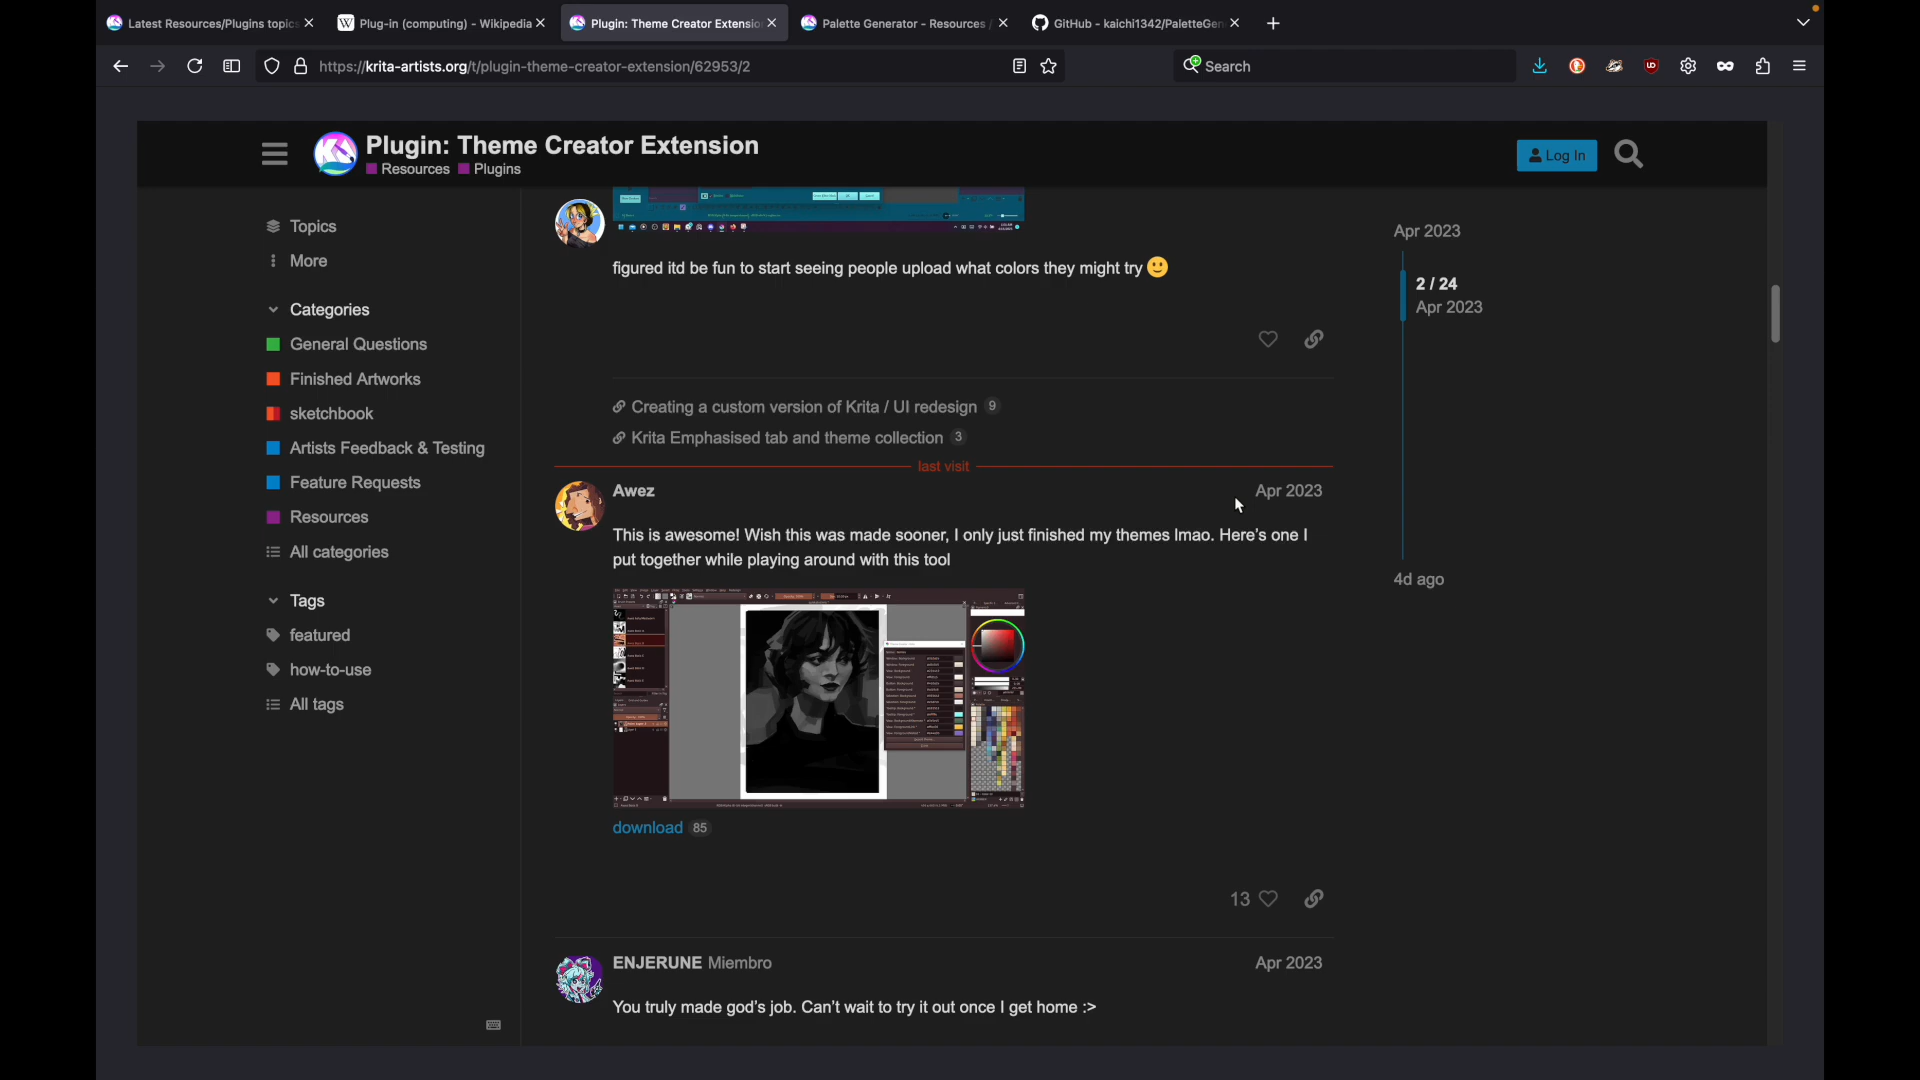 Latest Resources/Plugins topics
Plug-in (computing) - Wikipedia
Plugin: Theme Creator Extensio
Palette Generator - Resources /
GitHub - kaichi1342/PaletteGen
https://krita-artists.org/t/plugin-theme-creator-extension/62953/2
Search
Plugin: Theme Creator Extension
Resources Plugins
Log In
Topics
More
Categories
General Questions
Finished Artworks
sketchbook
Artists Feedback & Testing
Feature Requests
Resources
All categories
Tags
featured
how-to-use
All tags
figured itd be fun to start seeing people upload what colors they might try
Creating a custom version of Krita / UI redesign 9
Krita Emphasised tab and theme collection 3
last visit
Awez Apr 2023
This is awesome! Wish this was made sooner, I only just finished my themes lmao. Here's one I
put together while playing around with this tool
download 85
13
ENJERUNE Miembro Apr 2023
You truly made god's job. Can't wait to try it out once I get home :>
Apr 2023
2 / 24
Apr 2023
4d ago